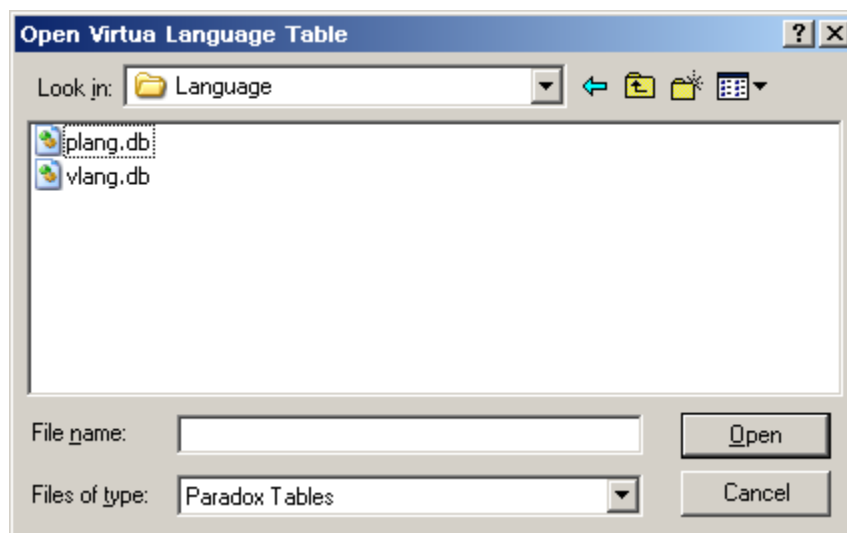 Open Virtua Language Table
Look in: Language
plang.db
vlang.db
File name: Open
Files of type: Paradox Tables Cancel